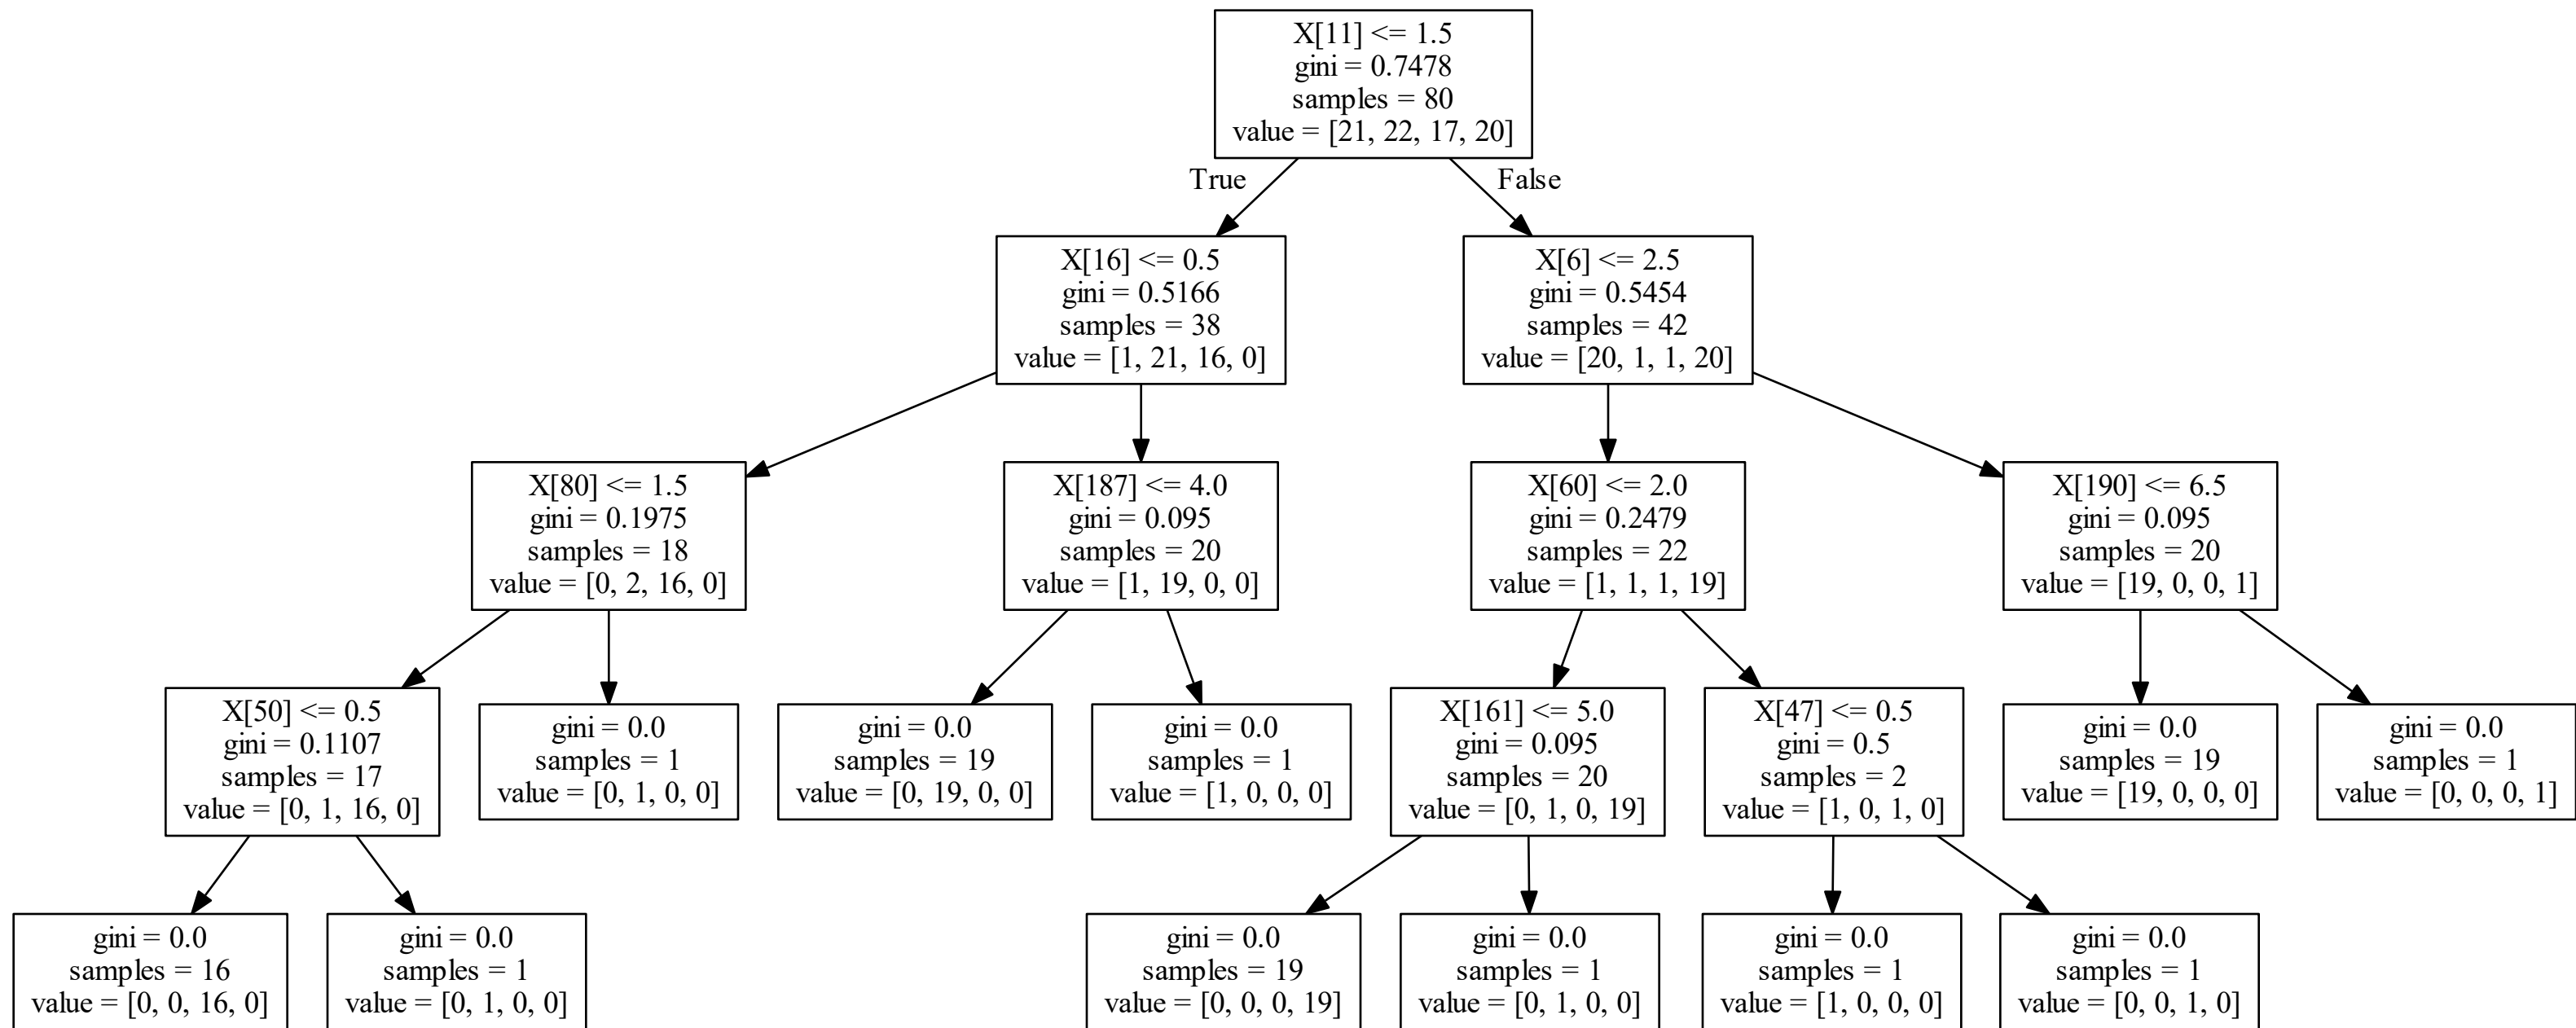 X[11] <= 1.5
gini = 0.7478
samples = 80
value = [21, 22, 17, 20]
True
False
X[16] <= 0.5
gini = 0.5166
samples = 38
value = [1, 21, 16, 0]
X[6] <= 2.5
gini = 0.5454
samples = 42
value = [20, 1, 1, 20]
X[80] <= 1.5
gini = 0.1975
samples = 18
value = [0, 2, 16, 0]
X[187] <= 4.0
gini = 0.095
samples = 20
value = [1, 19, 0, 0]
X[60] <= 2.0
gini = 0.2479
samples = 22
value = [1, 1, 1, 19]
X[190] <= 6.5
gini = 0.095
samples = 20
value = [19, 0, 0, 1]
X[50] <= 0.5
gini = 0.1107
samples = 17
value = [0, 1, 16, 0]
gini = 0.0
samples = 1
value = [0, 1, 0, 0]
gini = 0.0
samples = 19
value = [0, 19, 0, 0]
gini = 0.0
samples = 1
value = [1, 0, 0, 0]
X[161] <= 5.0
gini = 0.095
samples = 20
value = [0, 1, 0, 19]
X[47] <= 0.5
gini = 0.5
samples = 2
value = [1, 0, 1, 0]
gini = 0.0
samples = 19
value = [19, 0, 0, 0]
gini = 0.0
samples = 1
value = [0, 0, 0, 1]
gini = 0.0
samples = 16
value = [0, 0, 16, 0]
gini = 0.0
samples = 1
value = [0, 1, 0, 0]
gini = 0.0
samples = 19
value = [0, 0, 0, 19]
gini = 0.0
samples = 1
value = [0, 1, 0, 0]
gini = 0.0
samples = 1
value = [1, 0, 0, 0]
gini = 0.0
samples = 1
value = [0, 0, 1, 0]